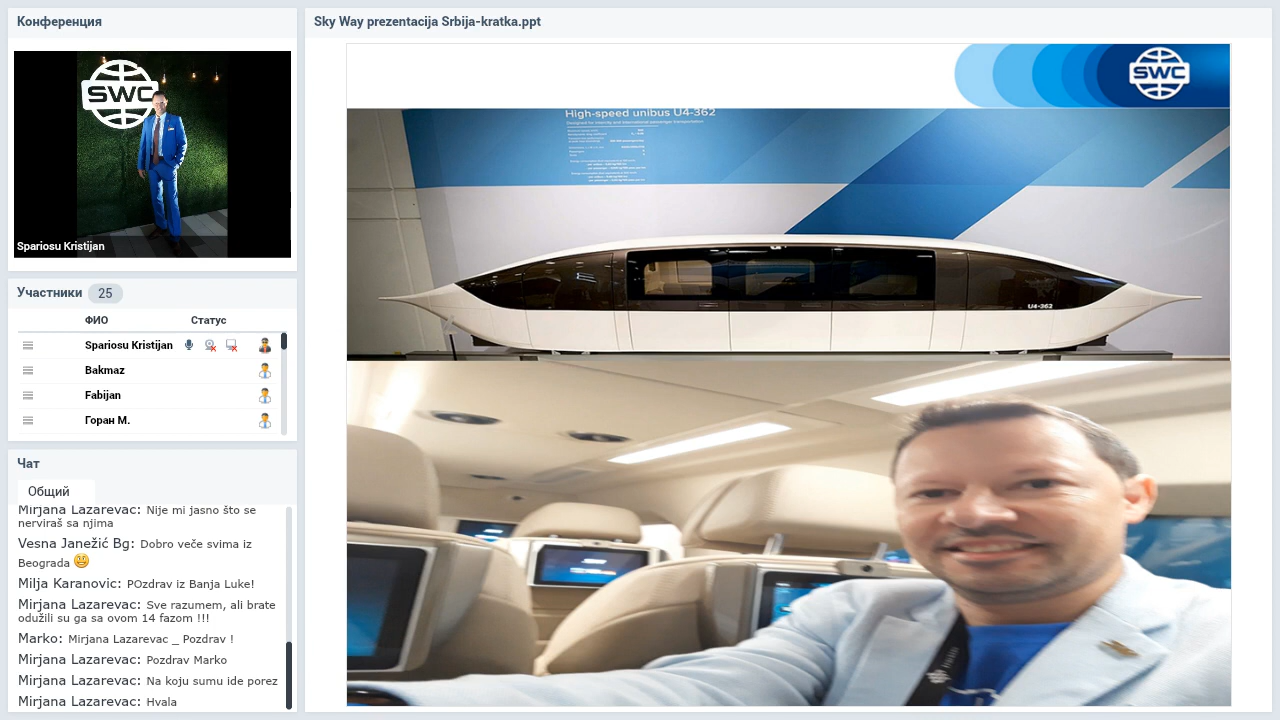 Конференция
SWC
Spariosu Kristijan
Участники 25
ФИО Статус
Spariosu Kristijan
Bakmaz
Fabijan
Горан М.
Чат
Общий
Mirjana Lazarevac: Nije mi jasno što se
nerviraš sa njima
Vesna Janežić Bg: Dobro veče svima iz
Beograda
Milja Karanovic: POzdrav iz Banja Luke!
Mirjana Lazarevac: Sve razumem, ali brate
odužili su ga sa ovom 14 fazom !!!
Marko: Mirjana Lazarevac _ Pozdrav !
Mirjana Lazarevac: Pozdrav Marko
Mirjana Lazarevac: Na koju sumu ide porez
Mirjana Lazarevac: Hvala
Sky Way prezentacija Srbija-kratka.ppt
SWC
High-speed unibus U4-362
U4-362